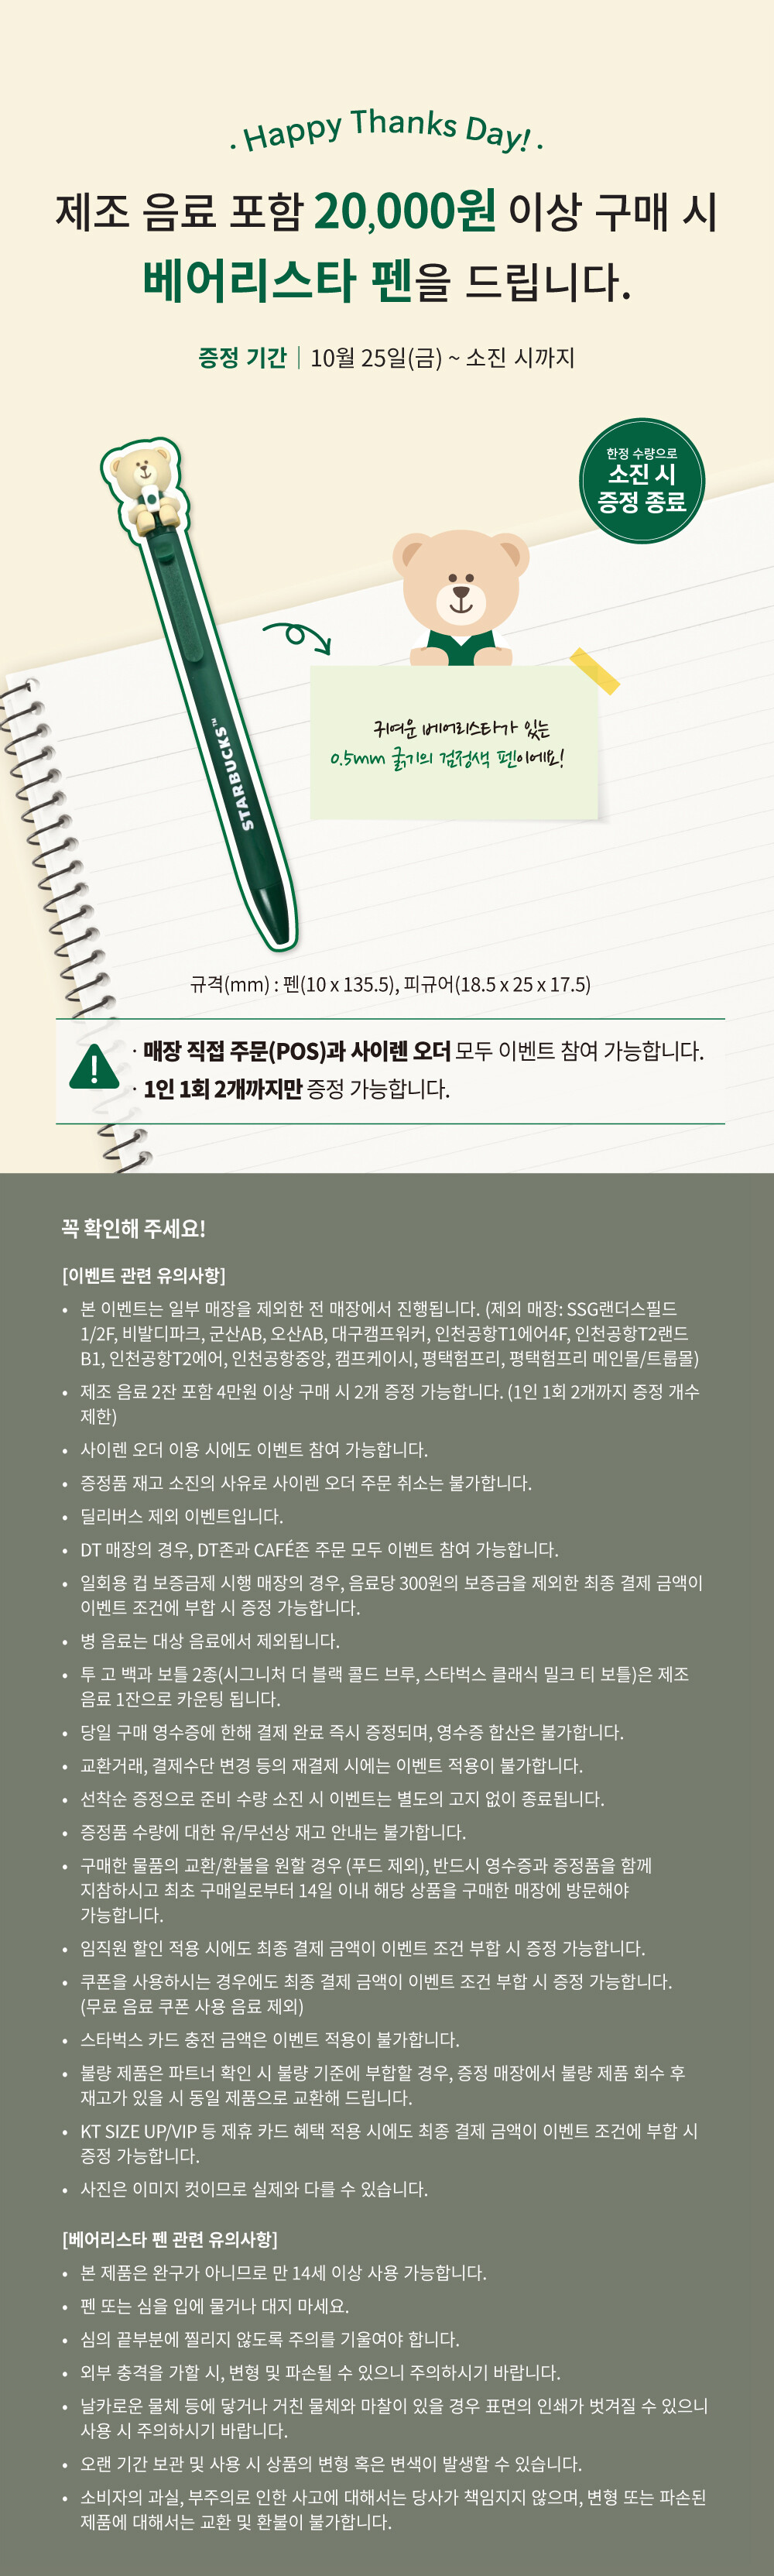 · Happy Thanks Day! ·
제조 음료 포함 20,000원 이상 구매 시
베어리스타 펜을 드립니다.
증정 기간 | 10월 25일(금) ~ 소진 시까지
한정 수량으로
소진 시
증정 종료
STARBUCKS™
귀여운 베어리스타가 있는
0.5mm 굵기의 검정색 펜이에요!
규격(mm) : 펜(10 x 135.5), 피규어(18.5 x 25 x 17.5)
· 매장 직접 주문(POS)과 사이렌 오더 모두 이벤트 참여 가능합니다.
· 1인 1회 2개까지만 증정 가능합니다.
꼭 확인해 주세요!
[이벤트 관련 유의사항]
• 본 이벤트는 일부 매장을 제외한 전 매장에서 진행됩니다. (제외 매장: SSG랜더스필드
1/2F, 비발디파크, 군산AB, 오산AB, 대구캠프워커, 인천공항T1에어4F, 인천공항T2랜드
B1, 인천공항T2에어, 인천공항중앙, 캠프케이시, 평택험프리, 평택험프리 메인몰/트룹몰)
• 제조 음료 2잔 포함 4만원 이상 구매 시 2개 증정 가능합니다. (1인 1회 2개까지 증정 개수
제한)
• 사이렌 오더 이용 시에도 이벤트 참여 가능합니다.
• 증정품 재고 소진의 사유로 사이렌 오더 주문 취소는 불가합니다.
• 딜리버스 제외 이벤트입니다.
• DT 매장의 경우, DT존과 CAFÉ존 주문 모두 이벤트 참여 가능합니다.
• 일회용 컵 보증금제 시행 매장의 경우, 음료당 300원의 보증금을 제외한 최종 결제 금액이
이벤트 조건에 부합 시 증정 가능합니다.
• 병 음료는 대상 음료에서 제외됩니다.
• 투 고 백과 보틀 2종(시그니처 더 블랙 콜드 브루, 스타벅스 클래식 밀크 티 보틀)은 제조
음료 1잔으로 카운팅 됩니다.
• 당일 구매 영수증에 한해 결제 완료 즉시 증정되며, 영수증 합산은 불가합니다.
• 교환거래, 결제수단 변경 등의 재결제 시에는 이벤트 적용이 불가합니다.
• 선착순 증정으로 준비 수량 소진 시 이벤트는 별도의 고지 없이 종료됩니다.
• 증정품 수량에 대한 유/무선상 재고 안내는 불가합니다.
• 구매한 물품의 교환/환불을 원할 경우 (푸드 제외), 반드시 영수증과 증정품을 함께
지참하시고 최초 구매일로부터 14일 이내 해당 상품을 구매한 매장에 방문해야
가능합니다.
• 임직원 할인 적용 시에도 최종 결제 금액이 이벤트 조건 부합 시 증정 가능합니다.
• 쿠폰을 사용하시는 경우에도 최종 결제 금액이 이벤트 조건 부합 시 증정 가능합니다.
(무료 음료 쿠폰 사용 음료 제외)
• 스타벅스 카드 충전 금액은 이벤트 적용이 불가합니다.
• 불량 제품은 파트너 확인 시 불량 기준에 부합할 경우, 증정 매장에서 불량 제품 회수 후
재고가 있을 시 동일 제품으로 교환해 드립니다.
• KT SIZE UP/VIP 등 제휴 카드 혜택 적용 시에도 최종 결제 금액이 이벤트 조건에 부합 시
증정 가능합니다.
• 사진은 이미지 컷이므로 실제와 다를 수 있습니다.
[베어리스타 펜 관련 유의사항]
• 본 제품은 완구가 아니므로 만 14세 이상 사용 가능합니다.
• 펜 또는 심을 입에 물거나 대지 마세요.
• 심의 끝부분에 찔리지 않도록 주의를 기울여야 합니다.
• 외부 충격을 가할 시, 변형 및 파손될 수 있으니 주의하시기 바랍니다.
• 날카로운 물체 등에 닿거나 거친 물체와 마찰이 있을 경우 표면의 인쇄가 벗겨질 수 있으니
사용 시 주의하시기 바랍니다.
• 오랜 기간 보관 및 사용 시 상품의 변형 혹은 변색이 발생할 수 있습니다.
• 소비자의 과실, 부주의로 인한 사고에 대해서는 당사가 책임지지 않으며, 변형 또는 파손된
제품에 대해서는 교환 및 환불이 불가합니다.